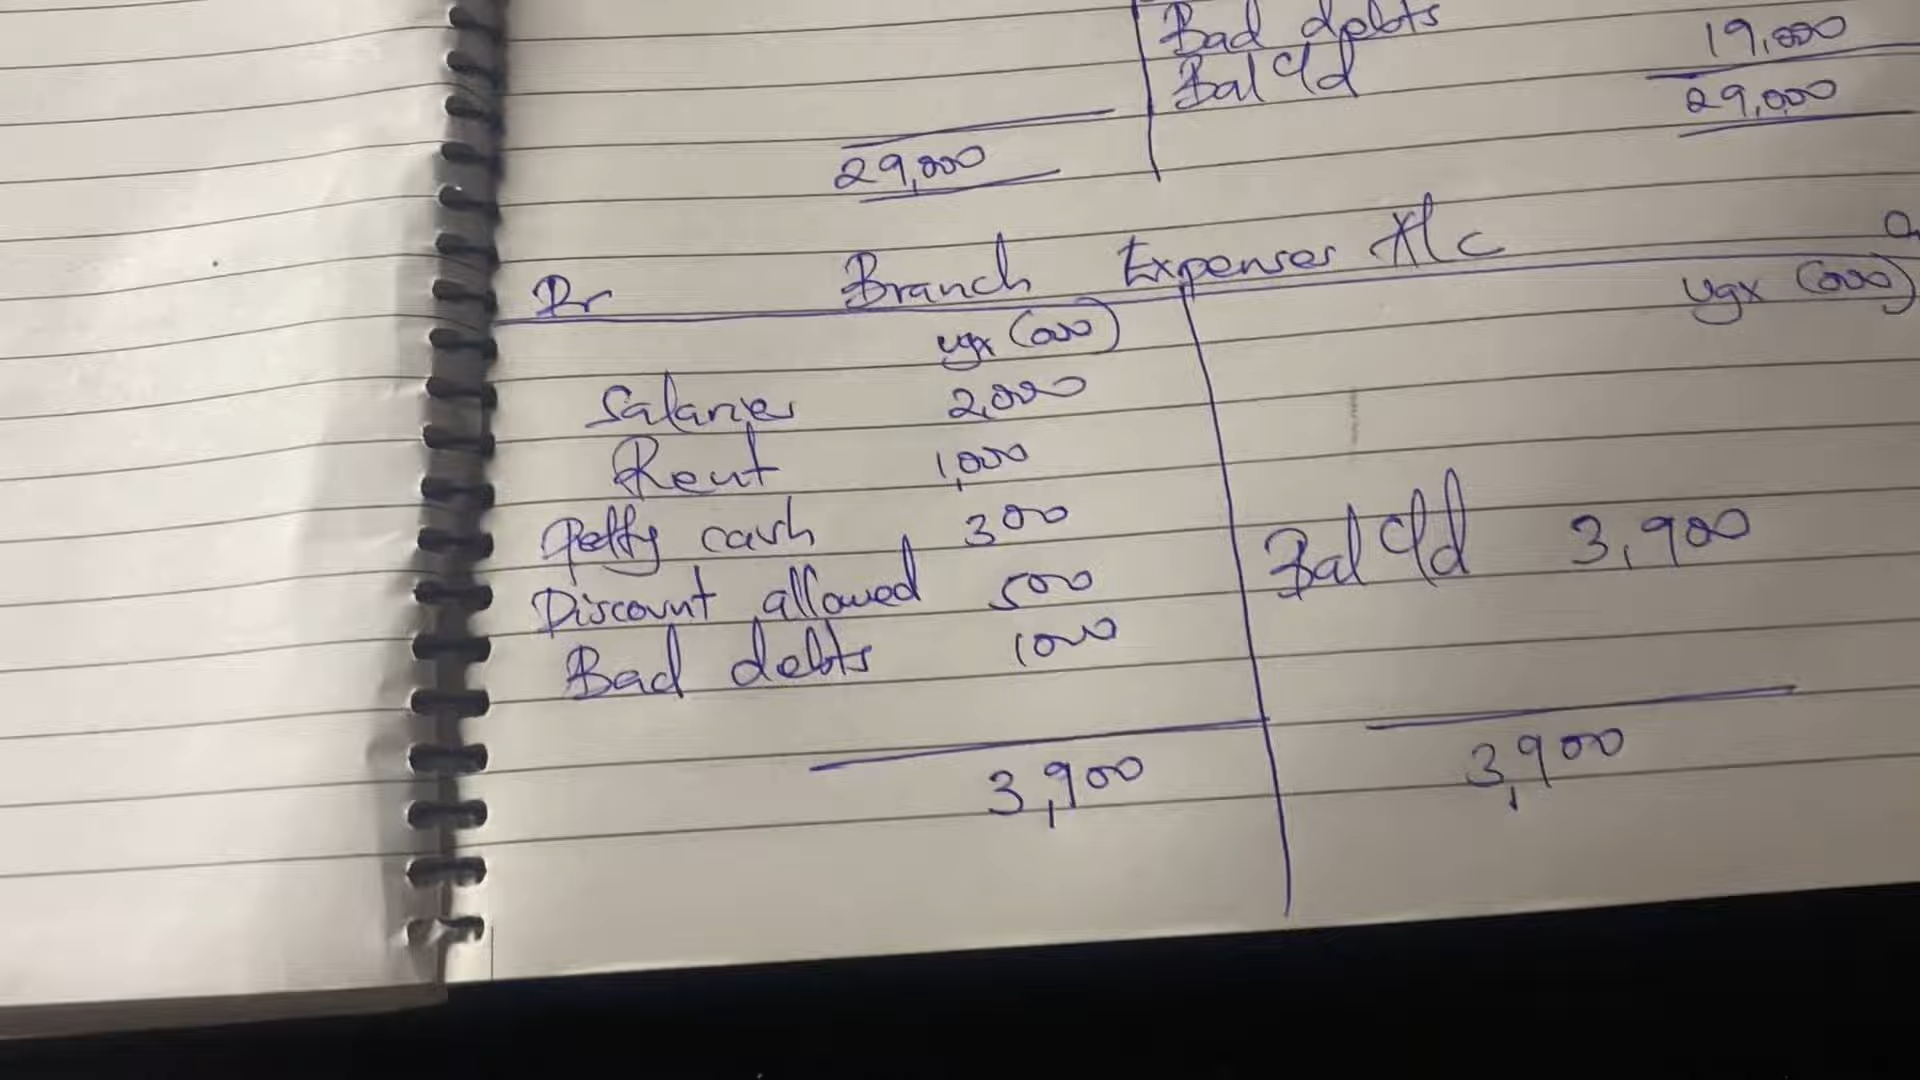 Bad debts
19,000
Bal c/d
29,000
29,000
Dr Branch Expenses A/c
ugx (000) ugx (000)
Salaries 2,000
Rent 1,000
Petty cash 300
Discount allowed 500 Bal c/d 3,900
Bad debts 1000
3,900 3,900